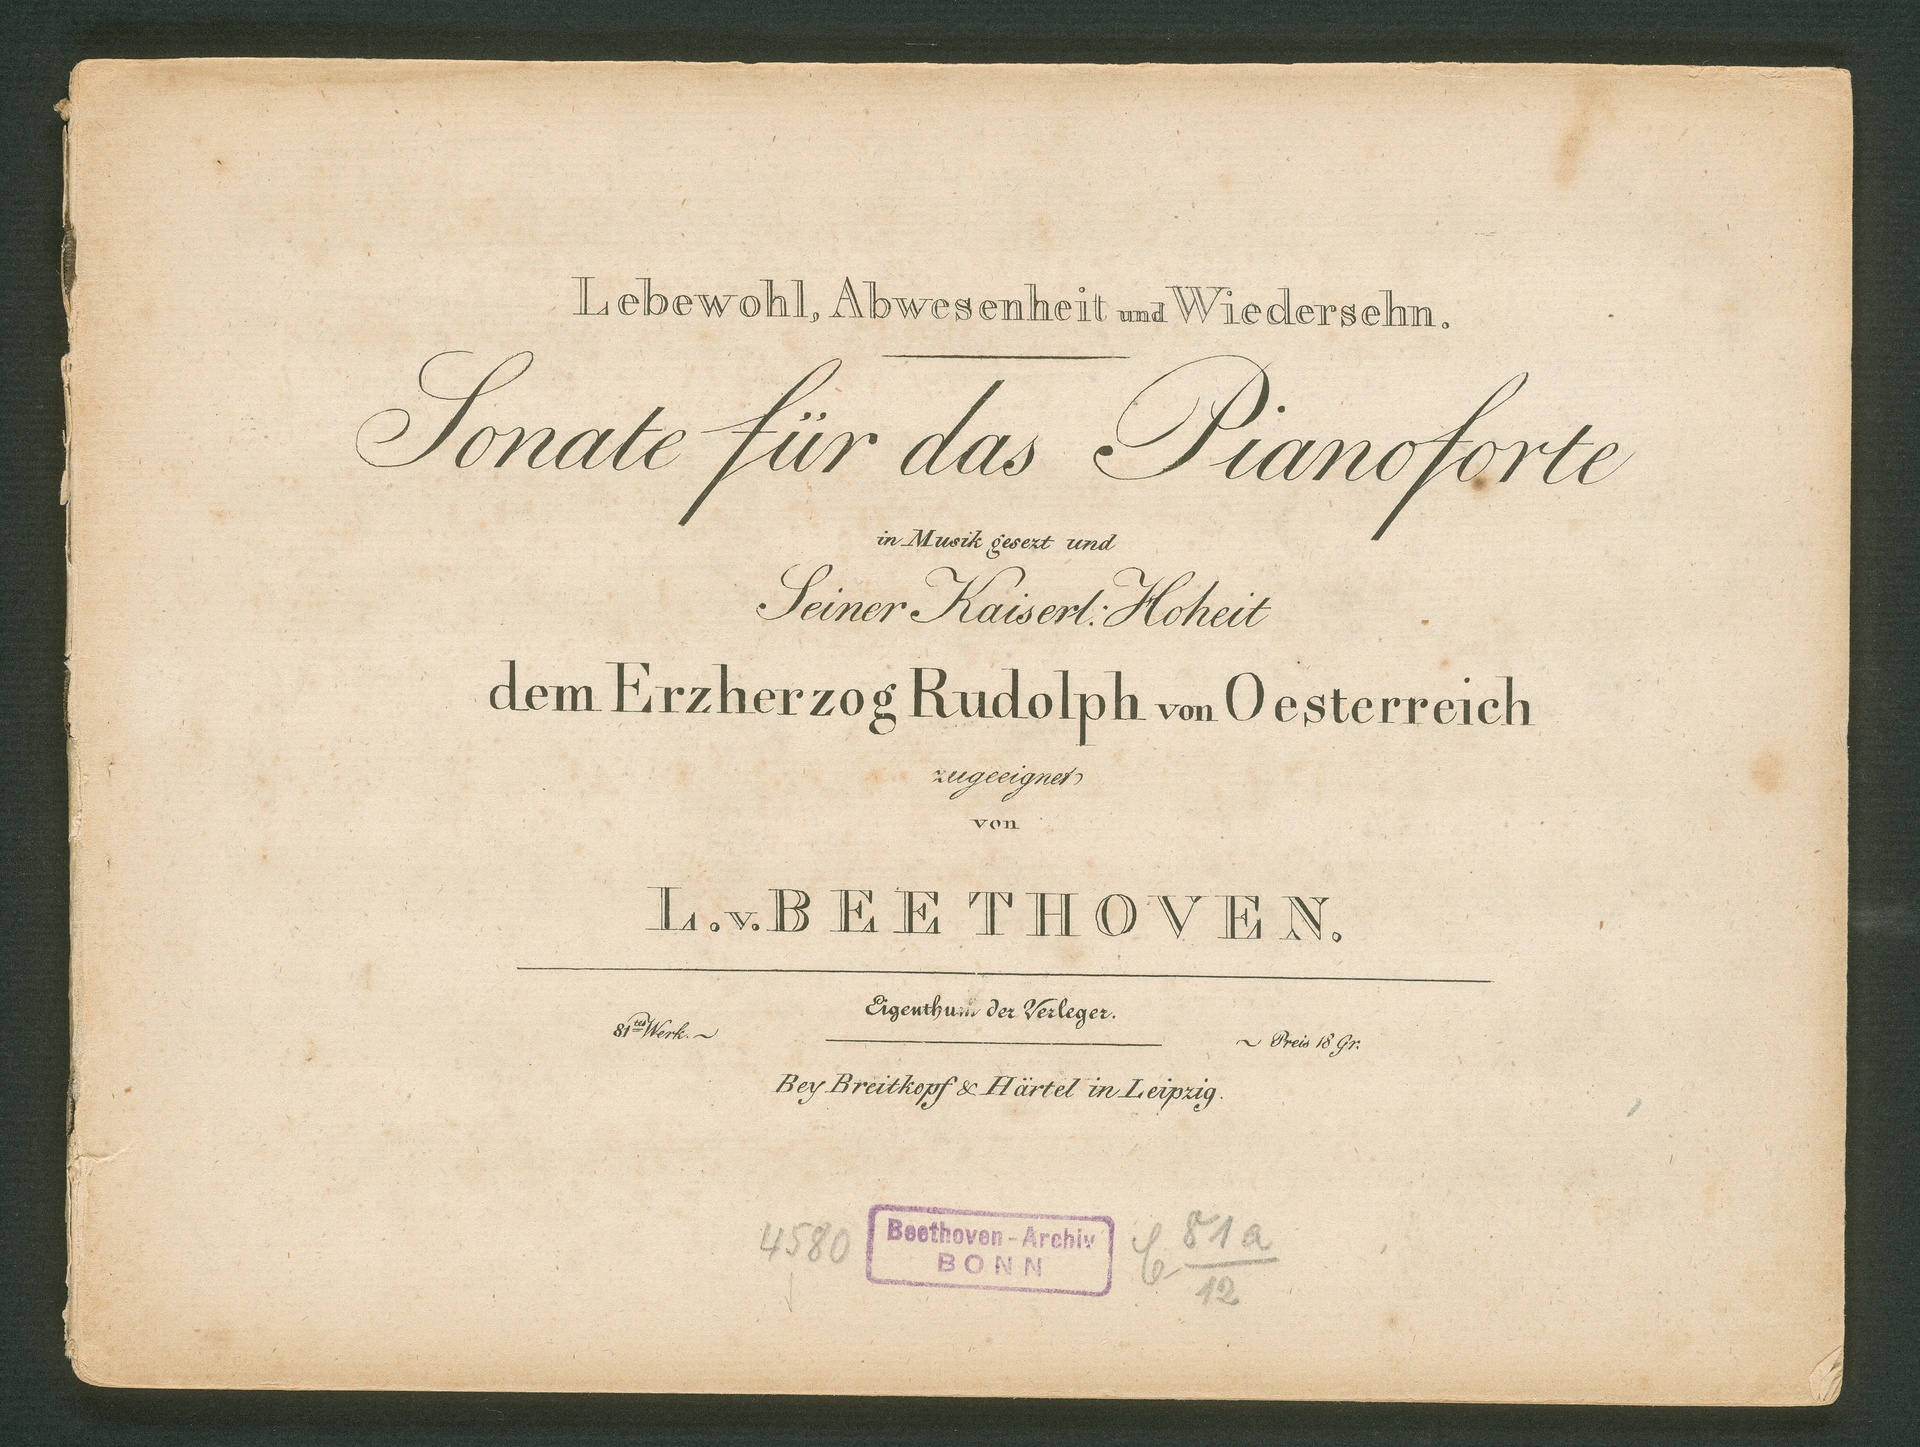 Lebewohl, Abwesenheit und Wiedersehn.
Sonate für das Pianoforte
in Musik gesezt und
Seiner Kaiserl: Hoheit
dem Erzherzog Rudolph von Oesterreich
zugeeignet
von
L. v. BEETHOVEN.
Eigenthum der Verleger.
81tes Werk. ~
~ Preis 18 Gr.
Bey Breitkopf & Härtel in Leipzig.
4580
Beethoven-Archiv
BONN
81a
12